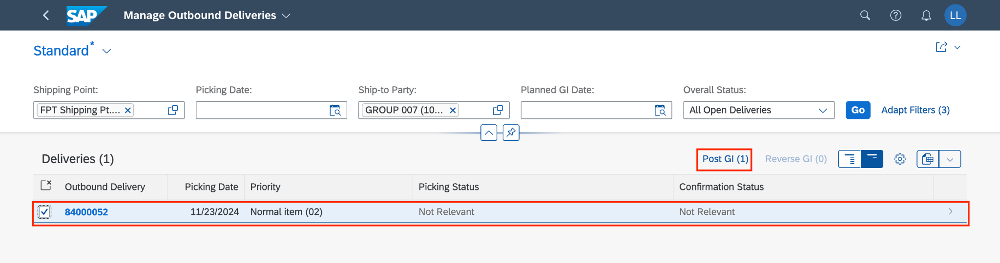 SAP Manage Outbound Deliveries LL
Standard*
Shipping Point: Picking Date: Ship-to Party: Planned GI Date: Overall Status:
FPT Shipping Pt.... GROUP 007 (10... All Open Deliveries Go Adapt Filters (3)
Deliveries (1) Post GI (1) Reverse GI (0)
Outbound Delivery Picking Date Priority Picking Status Confirmation Status
84000052 11/23/2024 Normal item (02) Not Relevant Not Relevant